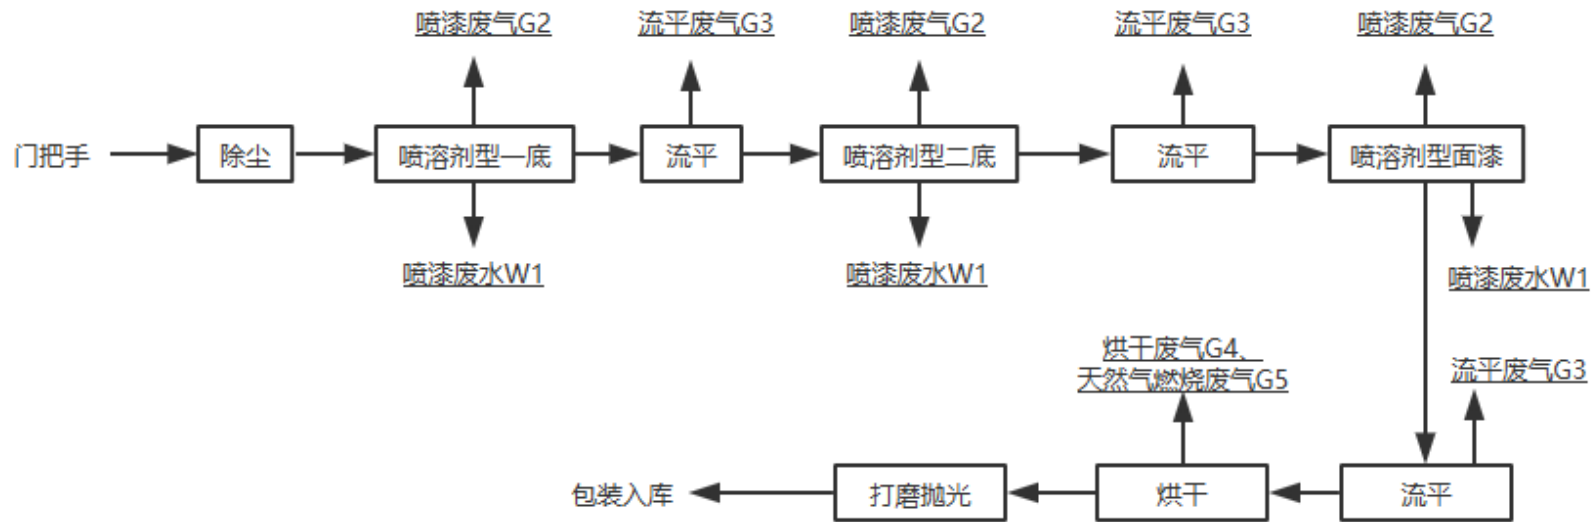 喷漆废气G2
流平废气G3
喷漆废气G2
流平废气G3
喷漆废气G2
门把手
除尘
喷溶剂型一底
流平
喷溶剂型二底
流平
喷溶剂型面漆
喷漆废水W1
喷漆废水W1
喷漆废水W1
烘干废气G4、
天然气燃烧废气G5
流平废气G3
包装入库
打磨抛光
烘干
流平